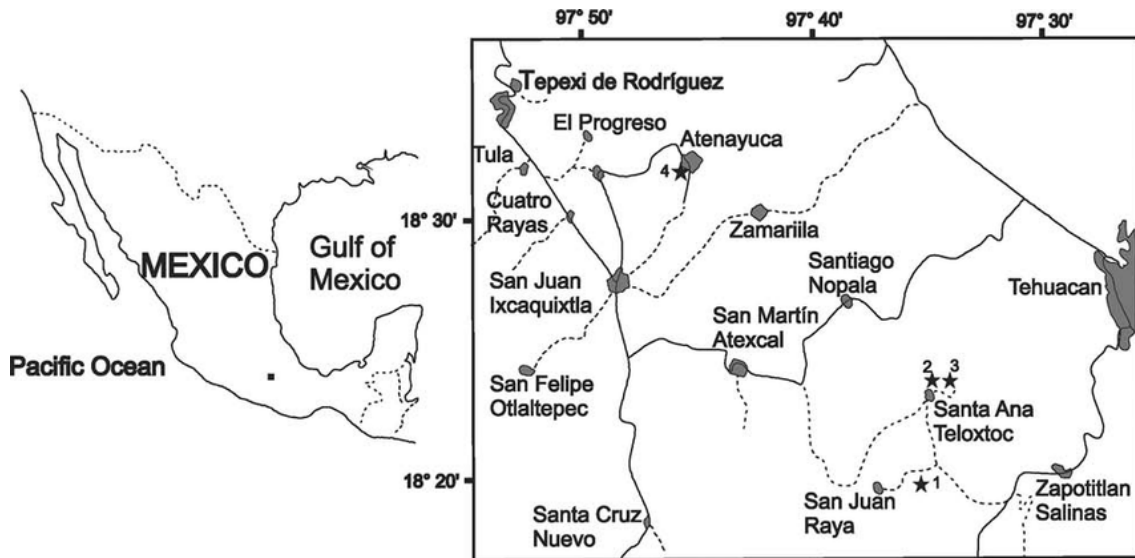 97° 50'
97° 40'
97° 30'
Tepexi de Rodríguez
El Progreso
Atenayuca
Tula
4
Cuatro
Rayas
18° 30'
Zamariila
MEXICO
Gulf of
Mexico
San Juan
Ixcaquixtla
Santiago
Nopala
Tehuacan
San Martín
Atexcal
Pacific Ocean
San Felipe
Otlaltepec
2
3
Santa Ana
Teloxtoc
18° 20'
1
San Juan
Raya
Zapotitlan
Salinas
Santa Cruz
Nuevo